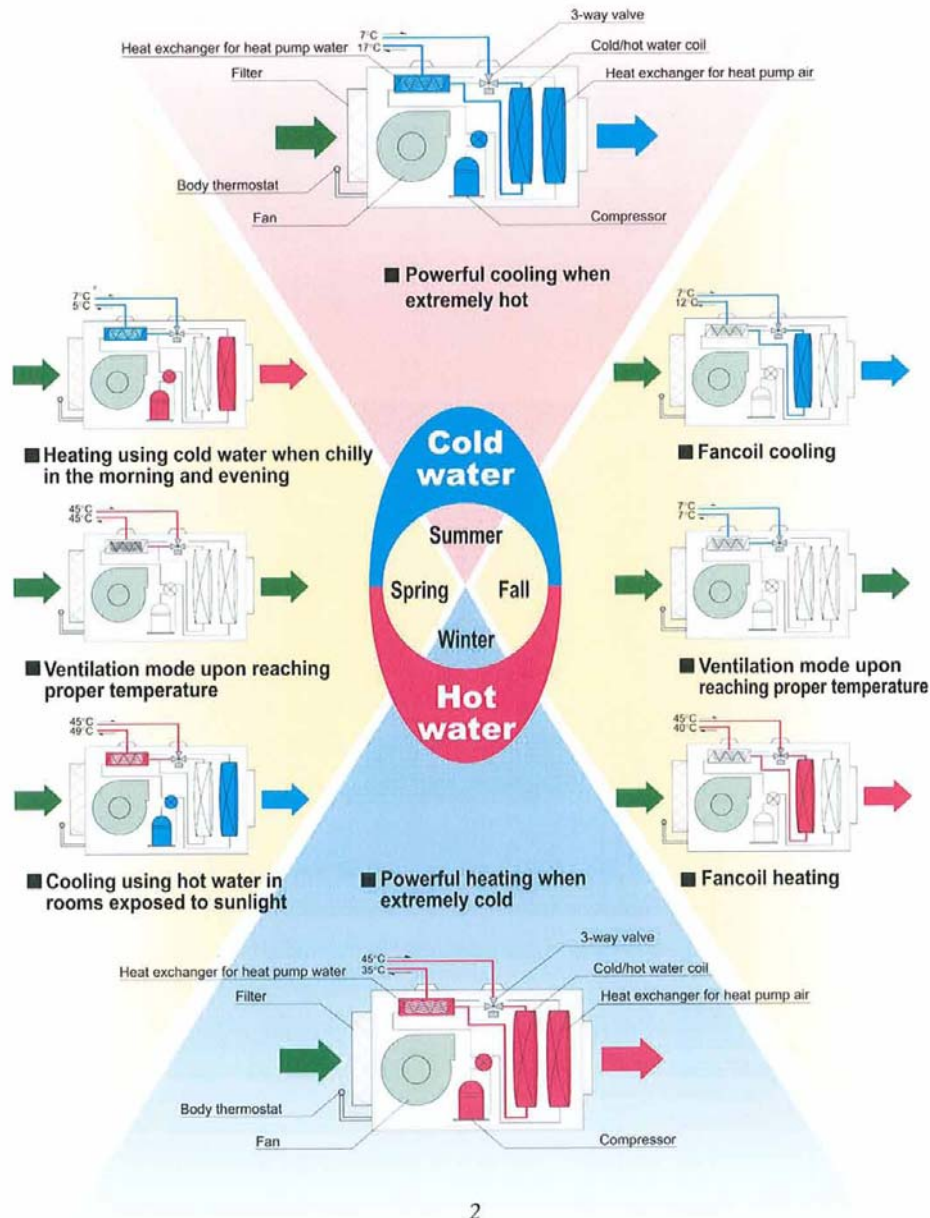 3-way valve
7°C
17°C
Heat exchanger for heat pump water
Cold/hot water coil
Filter
Heat exchanger for heat pump air
Body thermostat
Fan
Compressor
■ Powerful cooling when
extremely hot
7°C
5°C
■ Heating using cold water when chilly
in the morning and evening
7°C
12°C
■ Fancoil cooling
Cold
water
Summer
Spring
Fall
Winter
Hot
water
45°C
45°C
■ Ventilation mode upon reaching
proper temperature
7°C
7°C
■ Ventilation mode upon
reaching proper temperature
45°C
49°C
■ Cooling using hot water in
rooms exposed to sunlight
45°C
40°C
■ Fancoil heating
■ Powerful heating when
extremely cold
3-way valve
45°C
35°C
Heat exchanger for heat pump water
Cold/hot water coil
Filter
Heat exchanger for heat pump air
Body thermostat
Fan
Compressor
2